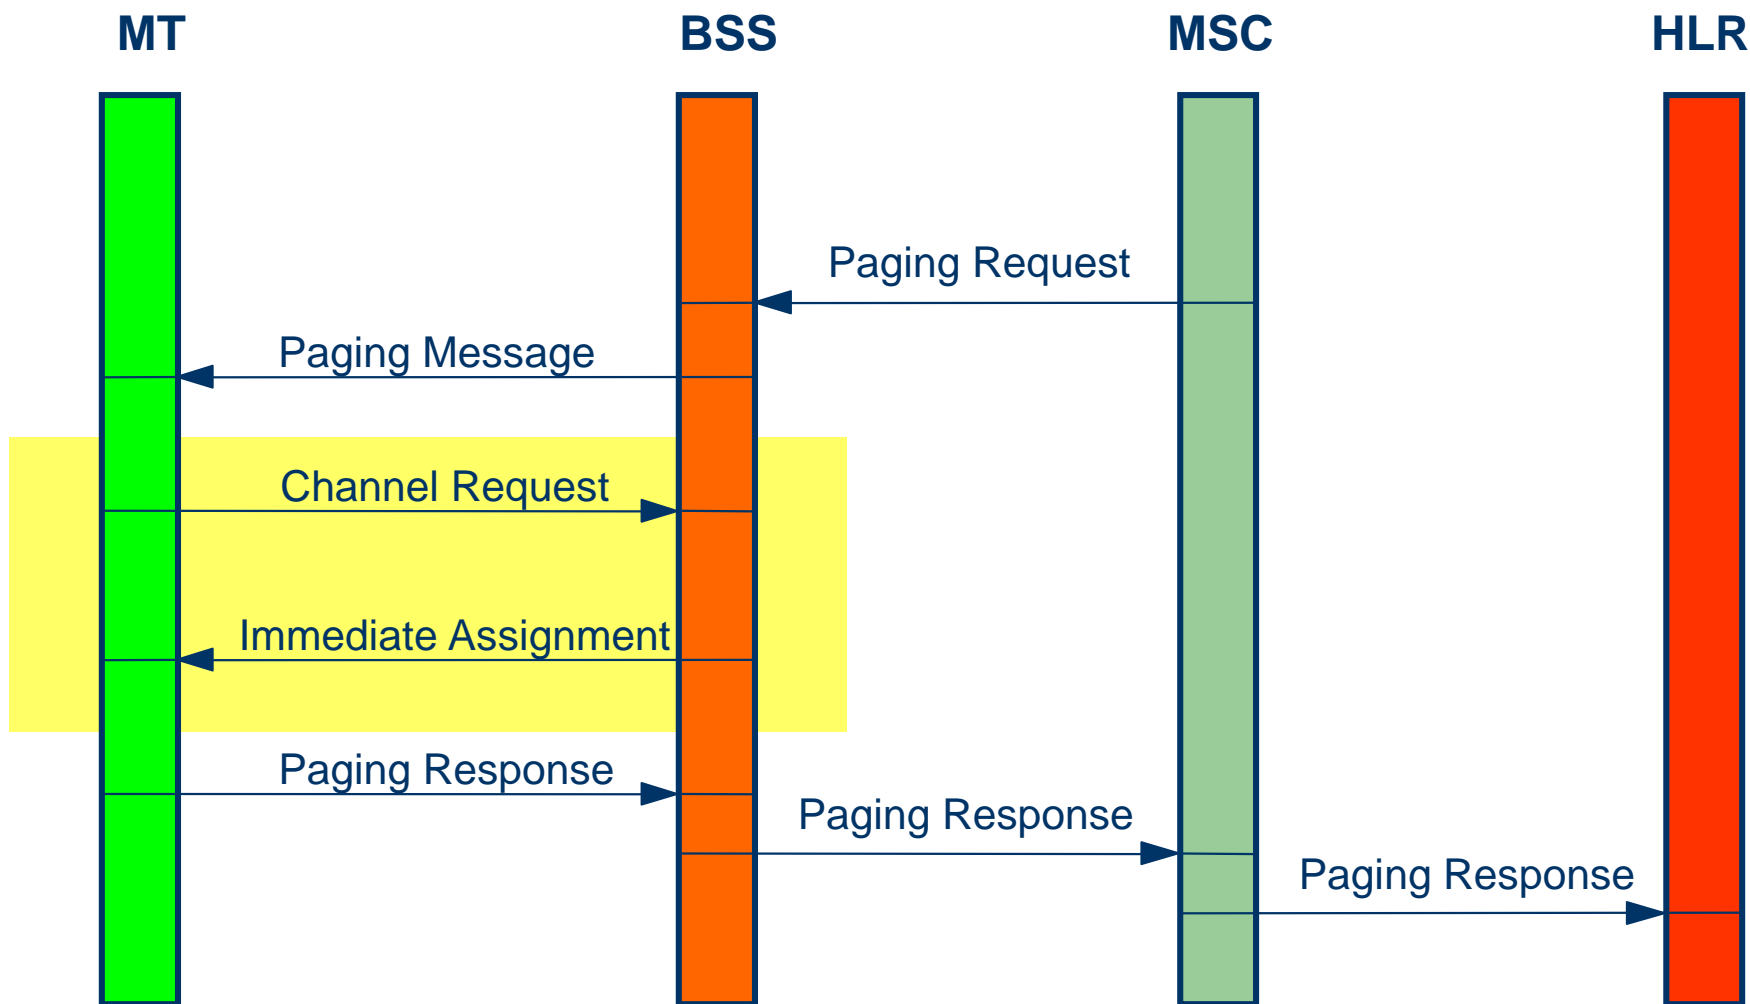 MT
BSS
MSC
HLR
Paging Request
Paging Message
Channel Request
Immediate Assignment
Paging Response
Paging Response
Paging Response